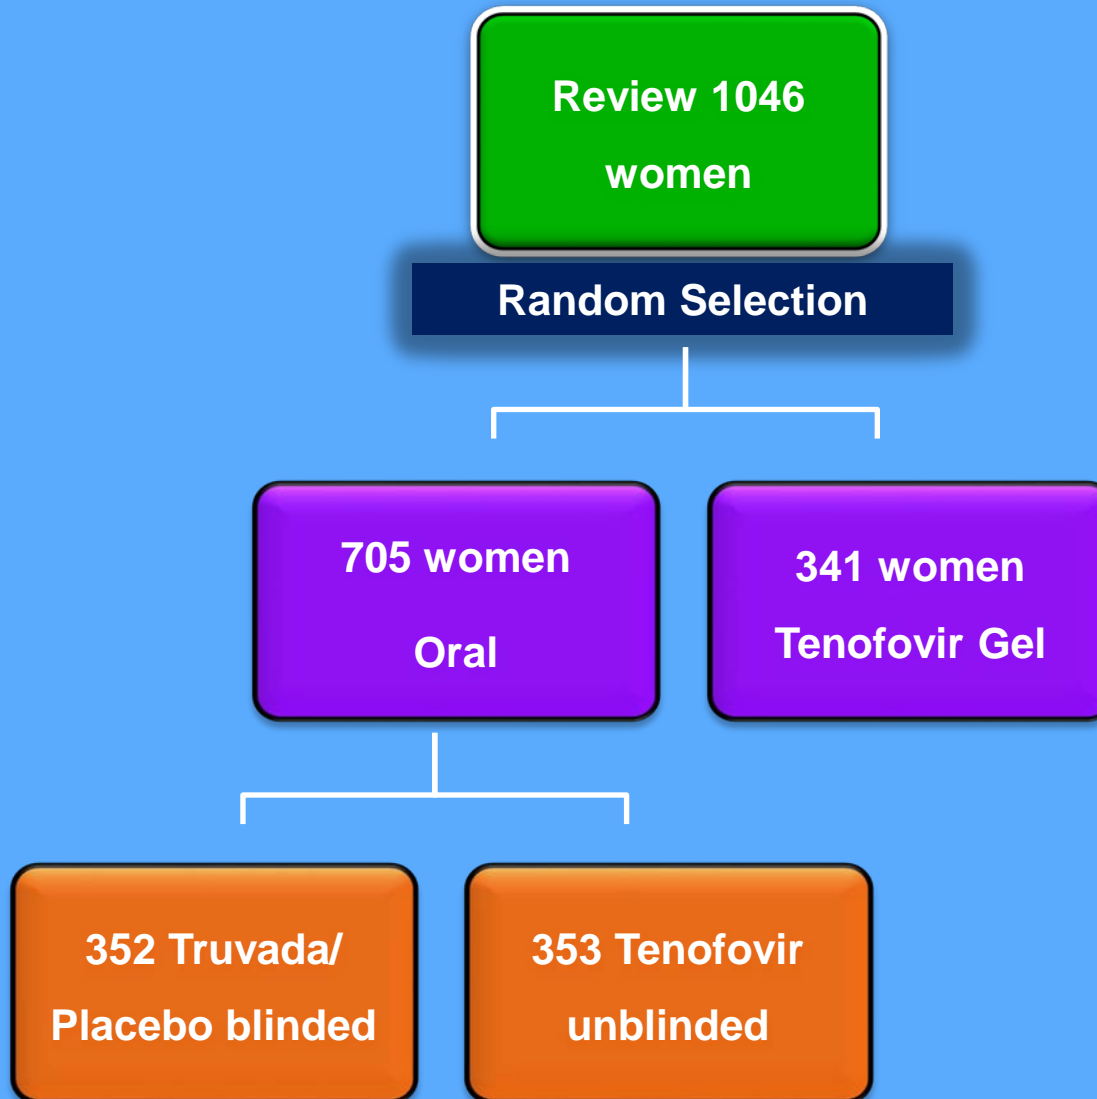 Review 1046
women
Random Selection
705 women
Oral
341 women
Tenofovir Gel
352 Truvada/
Placebo blinded
353 Tenofovir
unblinded